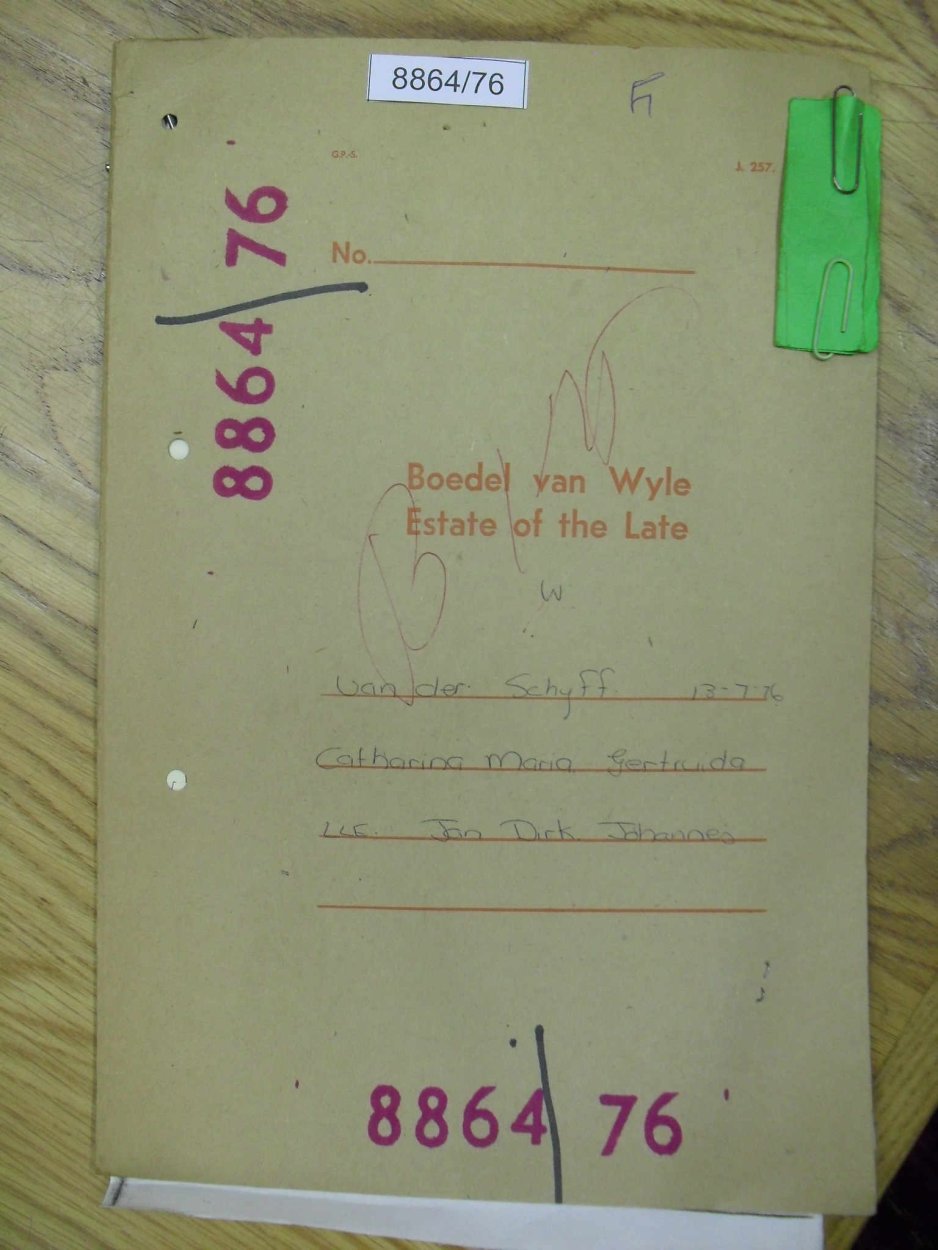 8864/76
G.P.-S.
J. 257.
8864/76
No.
Boedel van Wyle
Estate of the Late
W
Van der Schyff 13-7-76
Catharina Maria Gertruida
Jan Dirk Johannes
8864/76